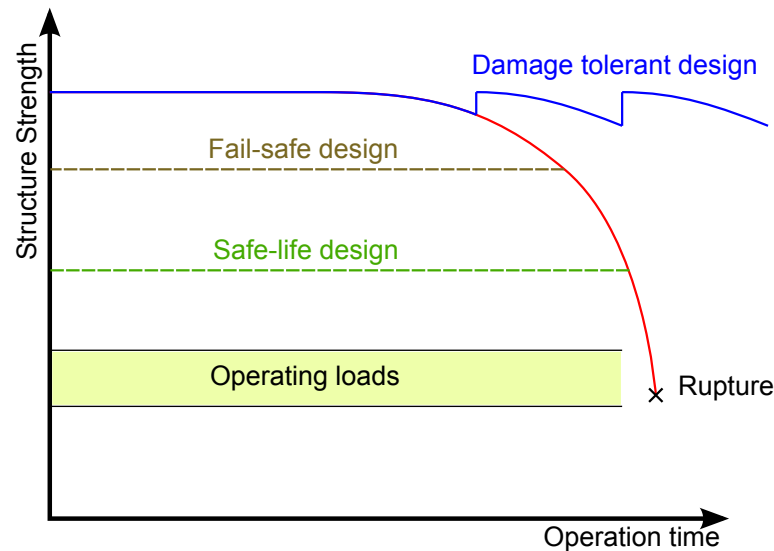 Structure Strength
Damage tolerant design
Fail-safe design
Safe-life design
Operating loads
Rupture
Operation time